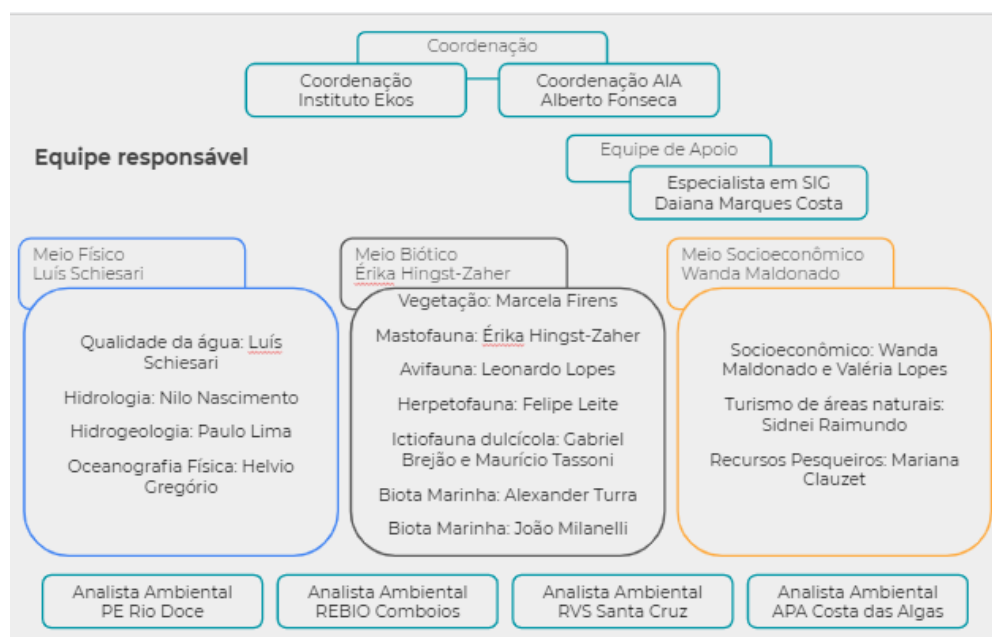 Coordenação
Coordenação
Instituto Ekos
Coordenação AIA
Alberto Fonseca
Equipe responsável
Equipe de Apoio
Especialista em SIG
Daiana Marques Costa
Meio Físico
Luís Schiesari
Qualidade da água: Luís
Schiesari
Hidrologia: Nilo Nascimento
Hidrogeologia: Paulo Lima
Oceanografia Física: Helvio
Gregório
Meio Biótico
Érika Hingst-Zaher
Vegetação: Marcela Firens
Mastofauna: Érika Hingst-Zaher
Avifauna: Leonardo Lopes
Herpetofauna: Felipe Leite
Ictiofauna dulcícola: Gabriel
Brejão e Maurício Tassoni
Biota Marinha: Alexander Turra
Biota Marinha: João Milanelli
Meio Socioeconômico
Wanda Maldonado
Socioeconômico: Wanda
Maldonado e Valéria Lopes
Turismo de áreas naturais:
Sidnei Raimundo
Recursos Pesqueiros: Mariana
Clauzet
Analista Ambiental
PE Rio Doce
Analista Ambiental
REBIO Comboios
Analista Ambiental
RVS Santa Cruz
Analista Ambiental
APA Costa das Algas